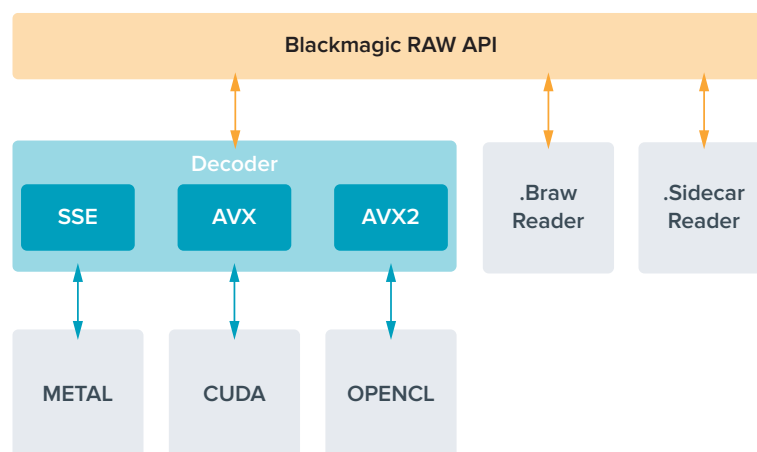 Blackmagic RAW API
Decoder
SSE
AVX
AVX2
.Braw
Reader
.Sidecar
Reader
METAL
CUDA
OPENCL